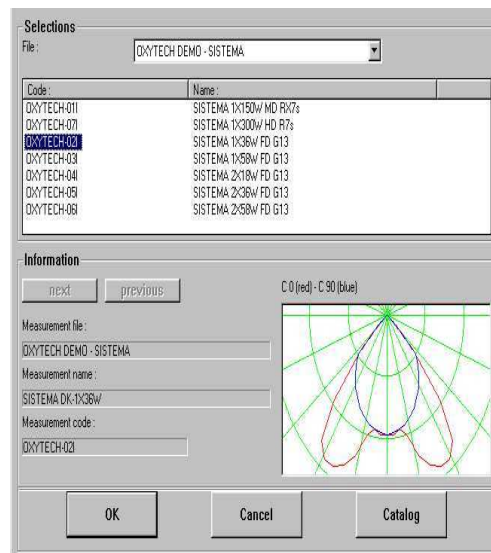 Selections
File :
OXYTECH DEMO - SISTEMA
Code : Name :
OXYTECH-01I SISTEMA 1X150W MD RX7s
OXYTECH-07I SISTEMA 1X300W HD R7s
OXYTECH-02I SISTEMA 1X36W FD G13
OXYTECH-03I SISTEMA 1X58W FD G13
OXYTECH-04I SISTEMA 2X18W FD G13
OXYTECH-05I SISTEMA 2X36W FD G13
OXYTECH-06I SISTEMA 2X58W FD G13
Information
next previous
C 0 (red) - C 90 (blue)
Measurement file :
OXYTECH DEMO - SISTEMA
Measurement name :
SISTEMA DK-1X36W
Measurement code :
OXYTECH-02I
OK Cancel Catalog